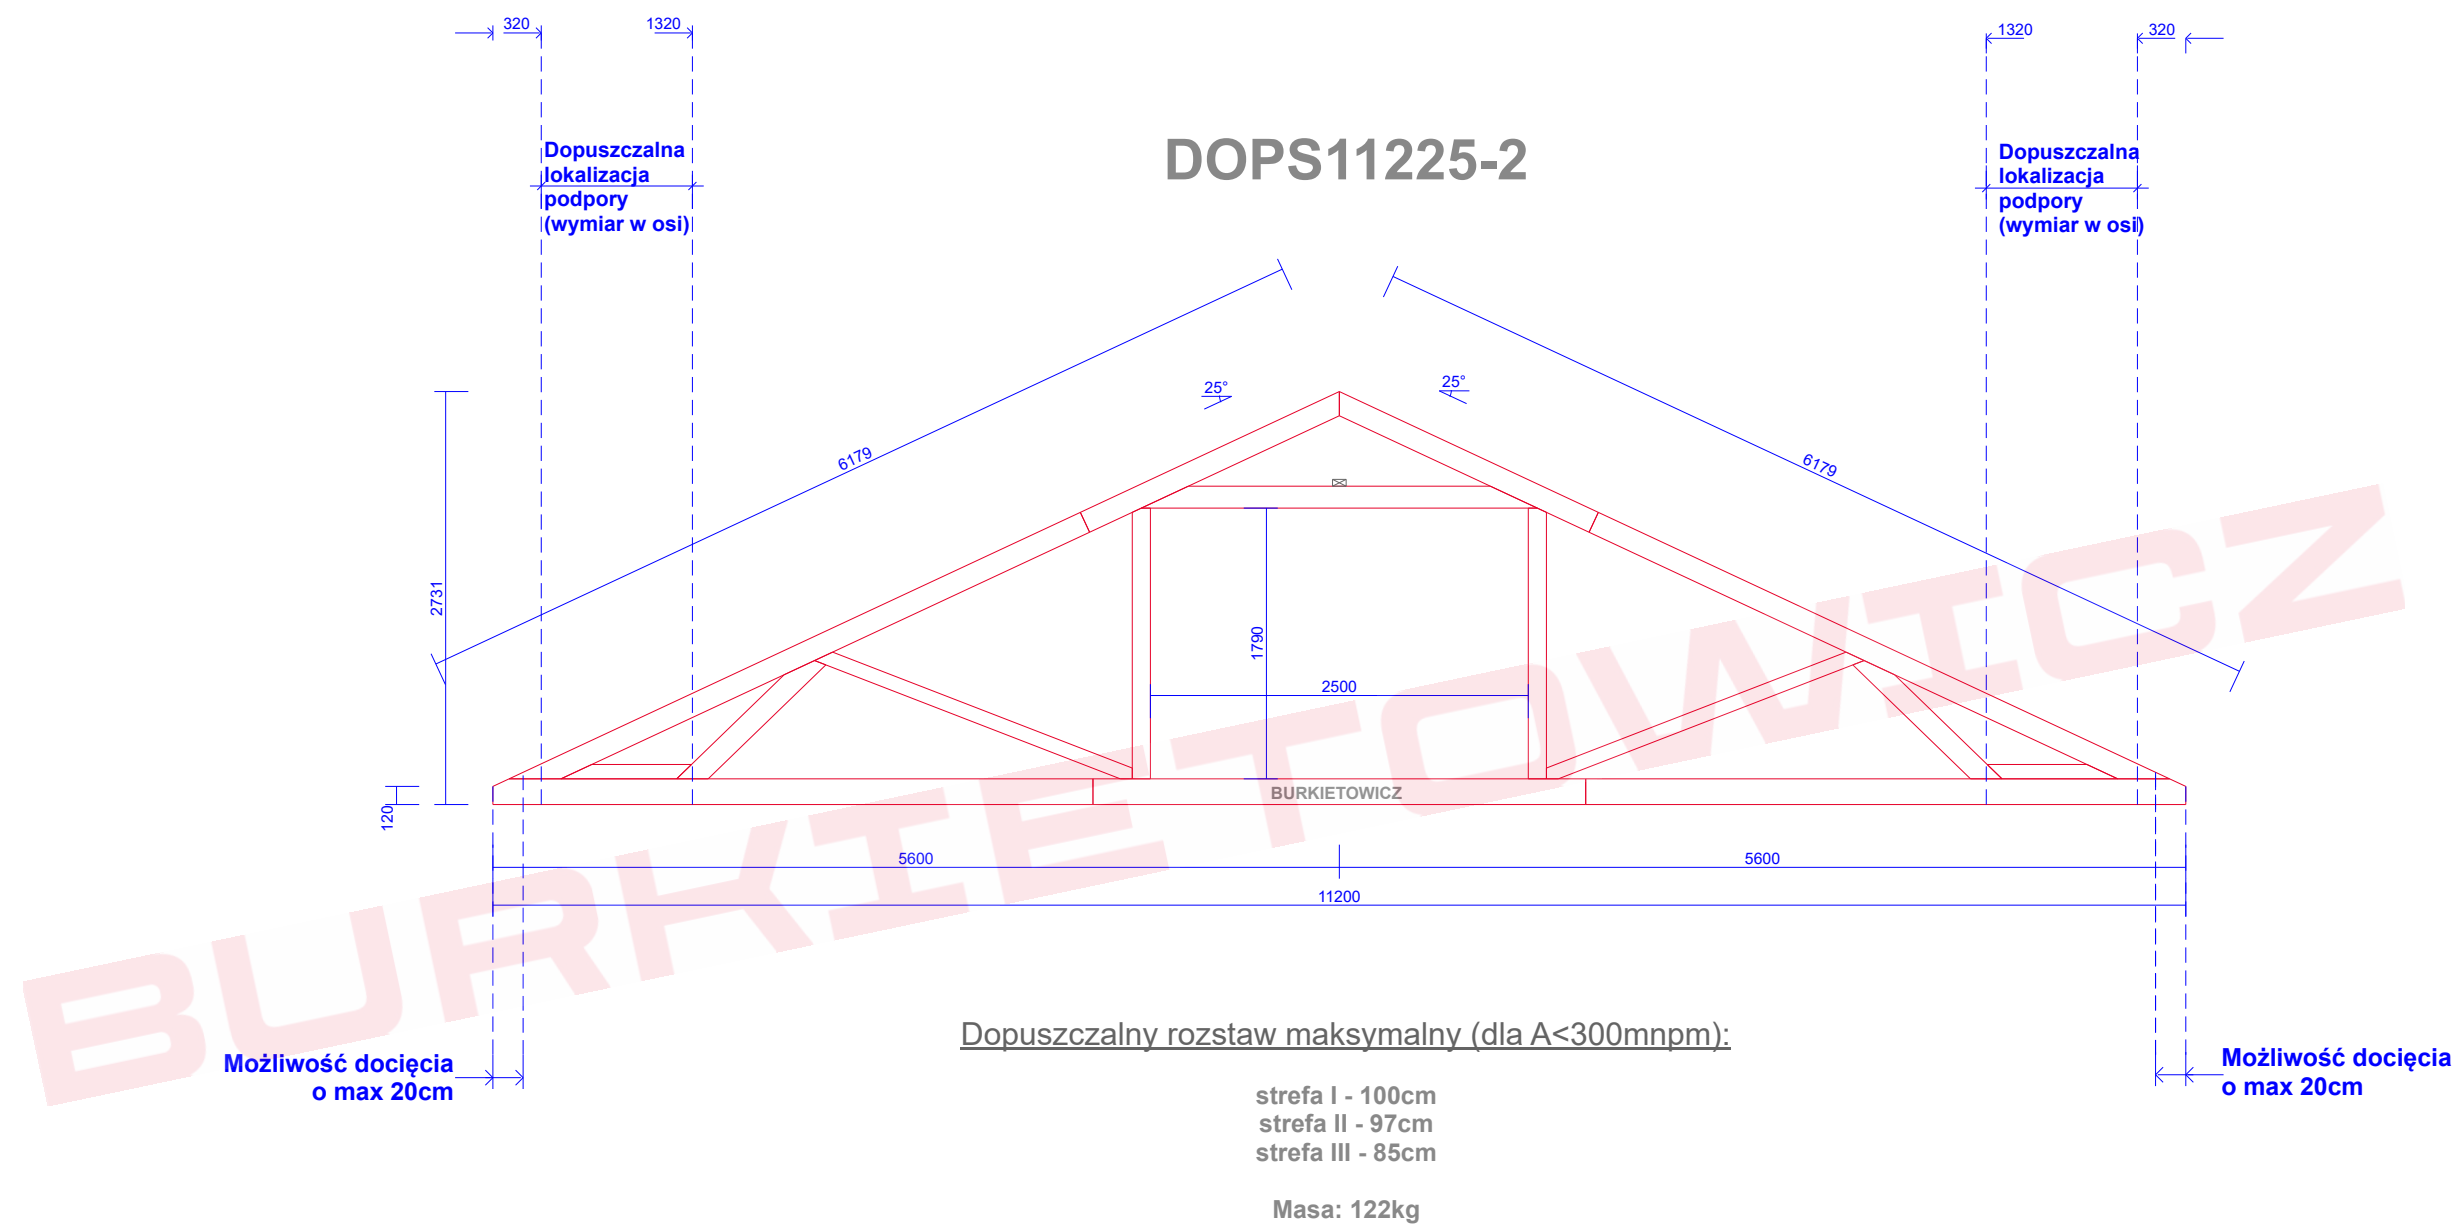 320
1320
1320
320
DOPS11225-2
Dopuszczalna
lokalizacja
podpory
(wymiar w osi)
Dopuszczalna
lokalizacja
podpory
(wymiar w osi)
25°
25°
6179
6179
2731
1790
2500
120
BURKIETOWICZ
5600
5600
11200
BURKIETOWICZ
Dopuszczalny rozstaw maksymalny (dla A<300mnpm):
Możliwość docięcia
o max 20cm
Możliwość docięcia
o max 20cm
strefa I - 100cm
strefa II - 97cm
strefa III - 85cm
Masa: 122kg